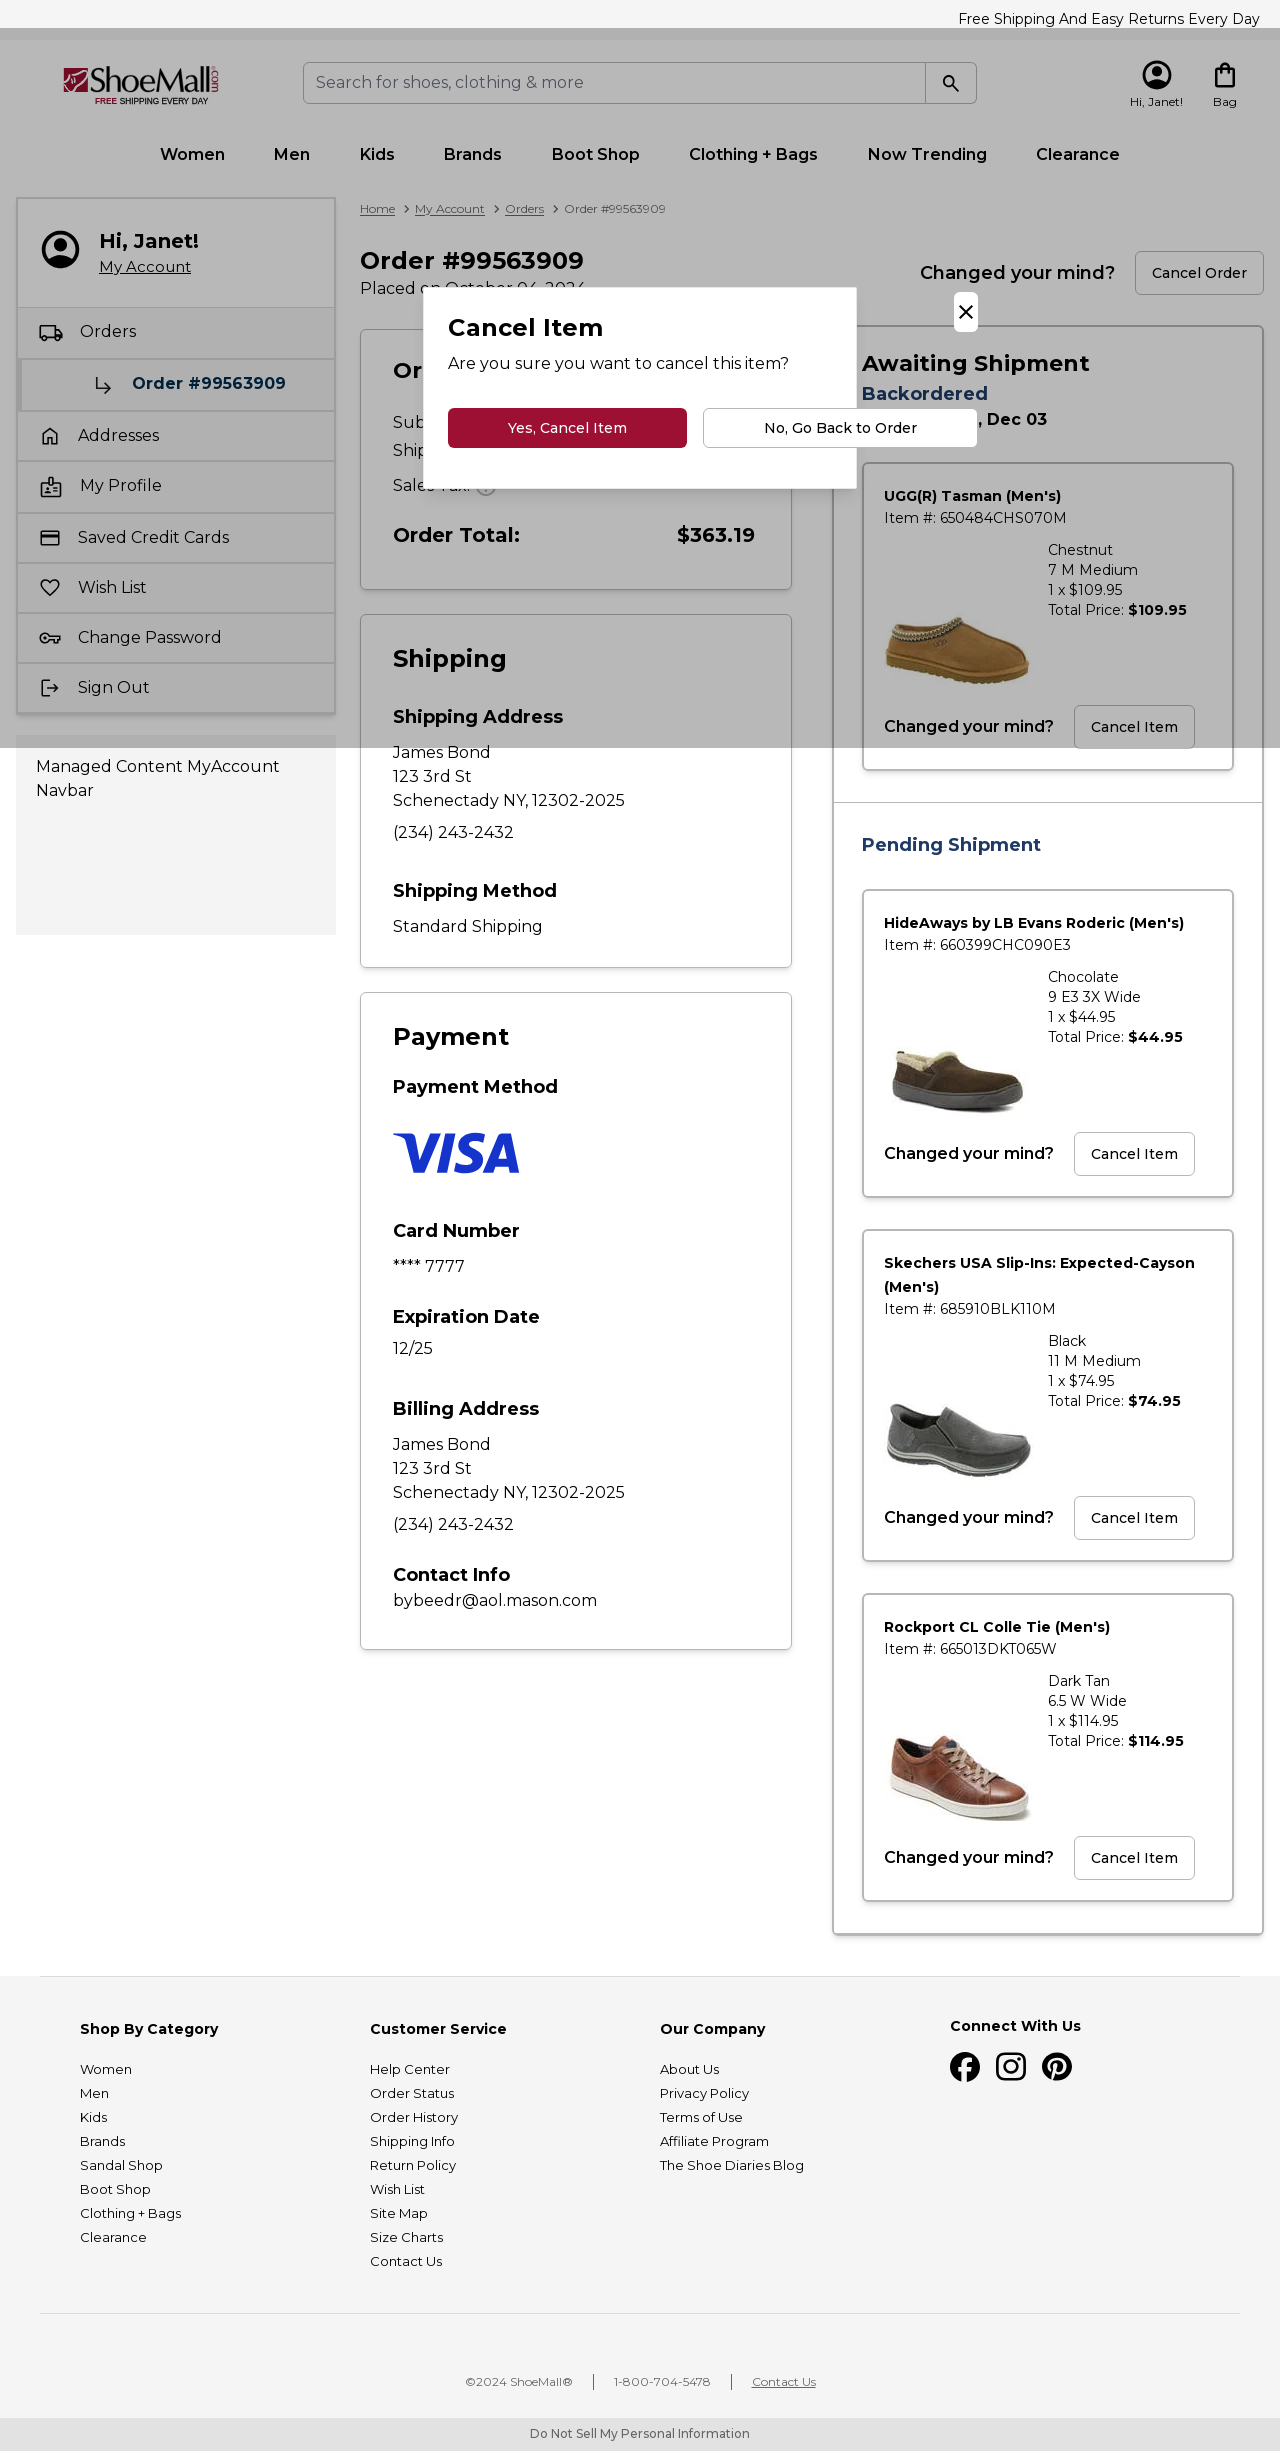 Free Shipping And Easy Returns Every Day
ShoeMall
.com
FREE SHIPPING EVERY DAY
Search for shoes, clothing & more
Hi, Janet!
Bag
Women Men Kids Brands Boot Shop Clothing + Bags Now Trending Clearance
Hi, Janet!
My Account
Orders
Order #99563909
Addresses
My Profile
Saved Credit Cards
Wish List
Change Password
Sign Out
Managed Content MyAccount
Navbar
Home > My Account > Orders > Order #99563909
Order #99563909
Placed on October 04, 2024
Changed your mind?
Cancel Order
Cancel Item
Are you sure you want to cancel this item?
Yes, Cancel Item
No, Go Back to Order
Or
Sub
Ship
Sales Tax:
Order Total: $363.19
Shipping
Shipping Address
James Bond
123 3rd St
Schenectady NY, 12302-2025
(234) 243-2432
Shipping Method
Standard Shipping
Payment
Payment Method
VISA
Card Number
**** 7777
Expiration Date
12/25
Billing Address
James Bond
123 3rd St
Schenectady NY, 12302-2025
(234) 243-2432
Contact Info
bybeedr@aol.mason.com
Awaiting Shipment
Backordered
, Dec 03
UGG(R) Tasman (Men's)
Item #: 650484CHS070M
Chestnut
7 M Medium
1 x $109.95
Total Price: $109.95
Changed your mind?
Cancel Item
Pending Shipment
HideAways by LB Evans Roderic (Men's)
Item #: 660399CHC090E3
Chocolate
9 E3 3X Wide
1 x $44.95
Total Price: $44.95
Changed your mind?
Cancel Item
Skechers USA Slip-Ins: Expected-Cayson
(Men's)
Item #: 685910BLK110M
Black
11 M Medium
1 x $74.95
Total Price: $74.95
Changed your mind?
Cancel Item
Rockport CL Colle Tie (Men's)
Item #: 665013DKT065W
Dark Tan
6.5 W Wide
1 x $114.95
Total Price: $114.95
Changed your mind?
Cancel Item
Shop By Category
Women
Men
Kids
Brands
Sandal Shop
Boot Shop
Clothing + Bags
Clearance
Customer Service
Help Center
Order Status
Order History
Shipping Info
Return Policy
Wish List
Site Map
Size Charts
Contact Us
Our Company
About Us
Privacy Policy
Terms of Use
Affiliate Program
The Shoe Diaries Blog
Connect With Us
©2024 ShoeMall® | 1-800-704-5478 | Contact Us
Do Not Sell My Personal Information